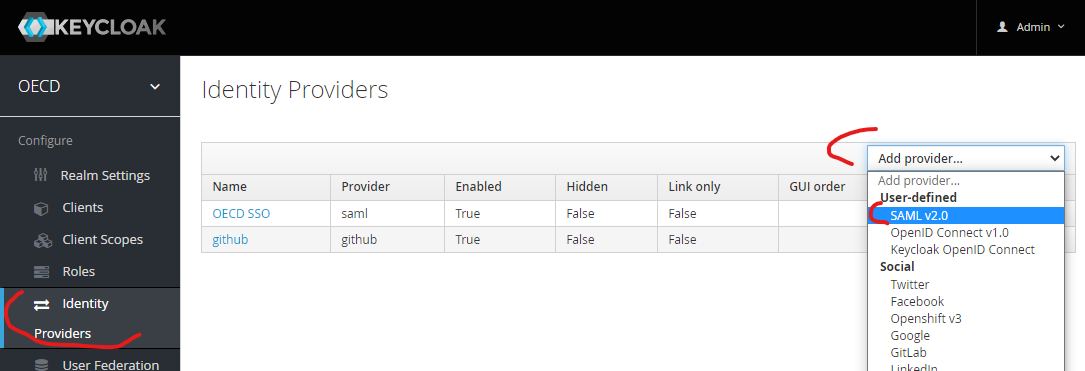 KEYCLOAK
Admin
OECD
Identity Providers
Configure
Realm Settings
Clients
Client Scopes
Roles
Identity
Providers
User Federation
Add provider...
Name Provider Enabled Hidden Link only GUI order
OECD SSO saml True False False
github github True False False
Add provider...
User-defined
SAML v2.0
OpenID Connect v1.0
Keycloak OpenID Connect
Social
Twitter
Facebook
Openshift v3
Google
GitLab
LinkedIn